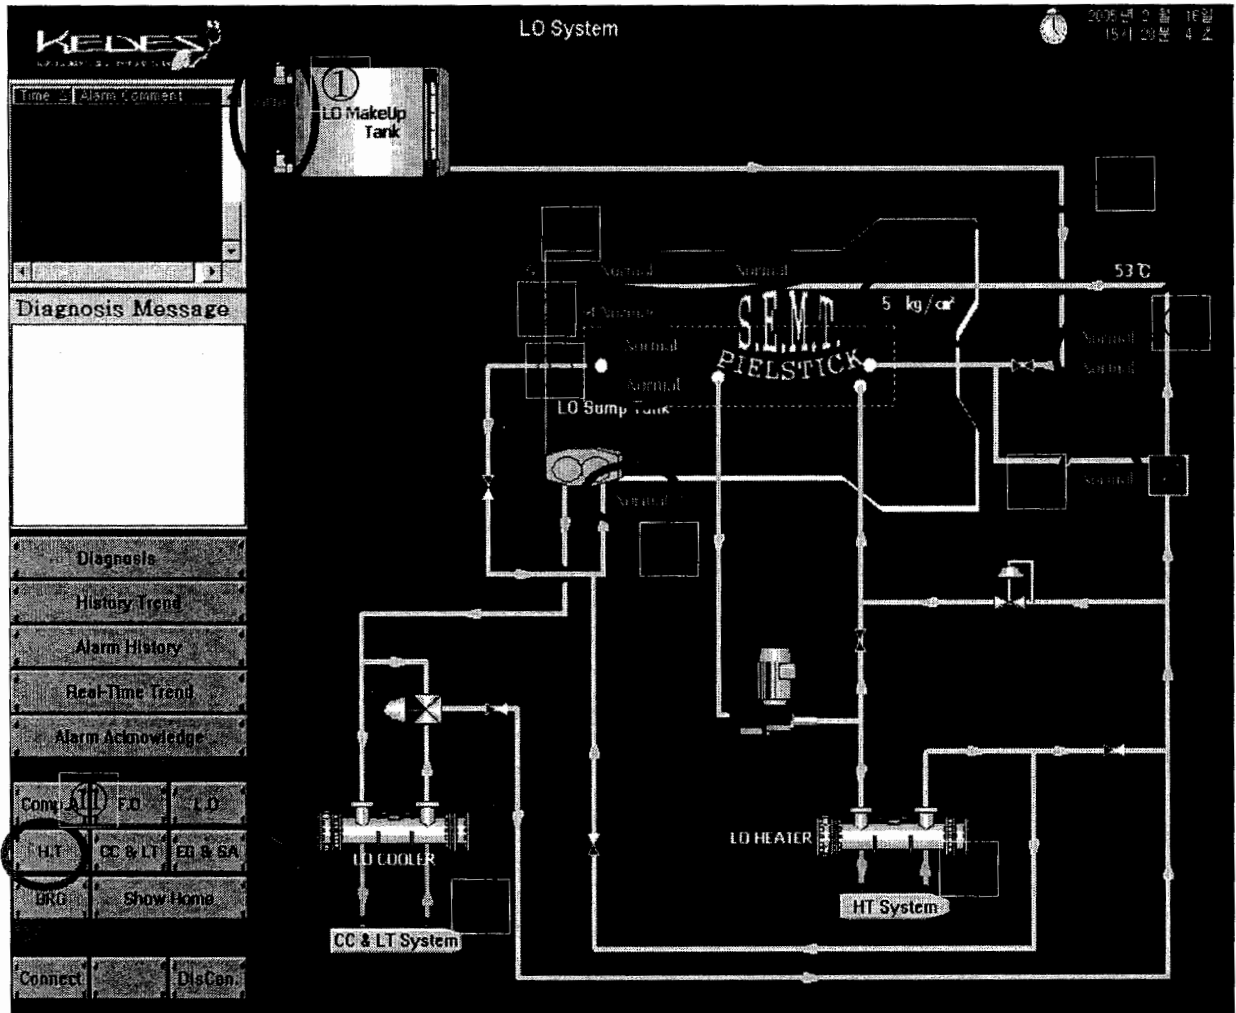 LO System
2005년 2월 16일
KEDES
15시 29분 4초
Time
Alarm Comment
①
LO MakeUp
Tank
53℃
Normal
Normal
5 kg/cm²
Diagnosis Message
S.E.M.T.
PIELSTICK
Normal
Normal
Normal
Normal
Normal
LO Sump Tank
Normal
Normal
Diagnosis
History Trend
Alarm History
Real-Time Trend
Alarm Acknowledge
⑪
F.O
L.O
H.T
CC & LT
EG & SA
BRG
Show Home
LO COOLER
LO HEATER
HT System
CC & LT System
Connect
DisCon.